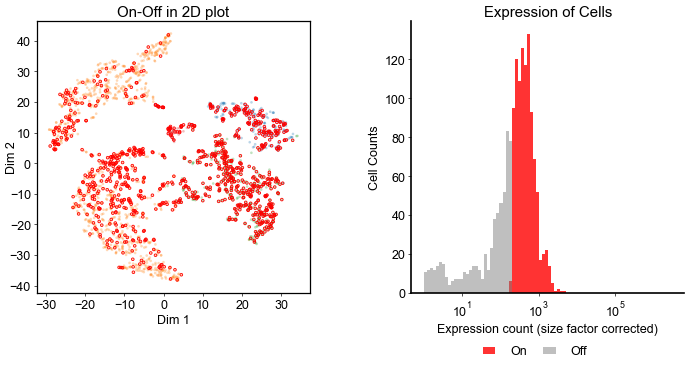 On-Off in 2D plot
40
30
20
10
0
−10
−20
−30
−40
Dim 2
−30 −20 −10 0 10 20 30
Dim 1
Expression of Cells
120
100
80
60
40
20
0
Cell Counts
10^1 10^3 10^5
Expression count (size factor corrected)
On Off